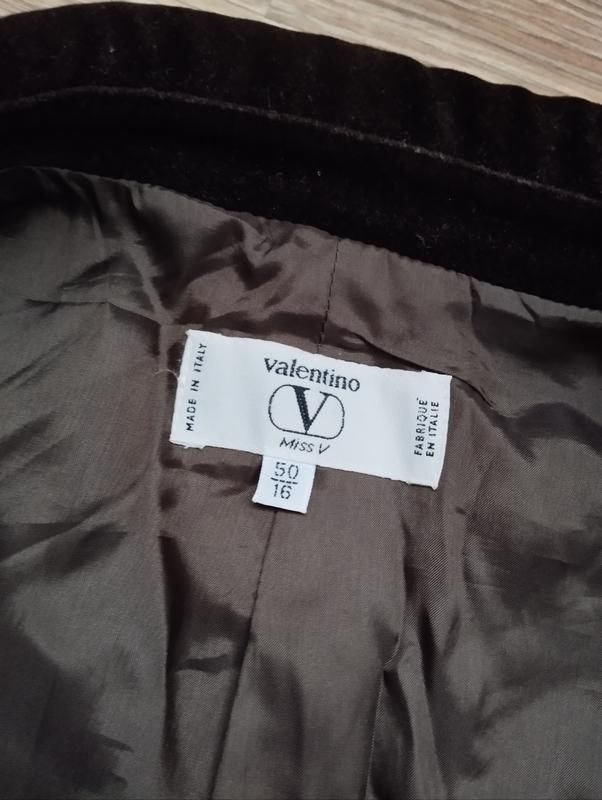 MADE IN ITALY
valentino
V
MISS V
FABRIQUÉ
EN ITALIE
50
16